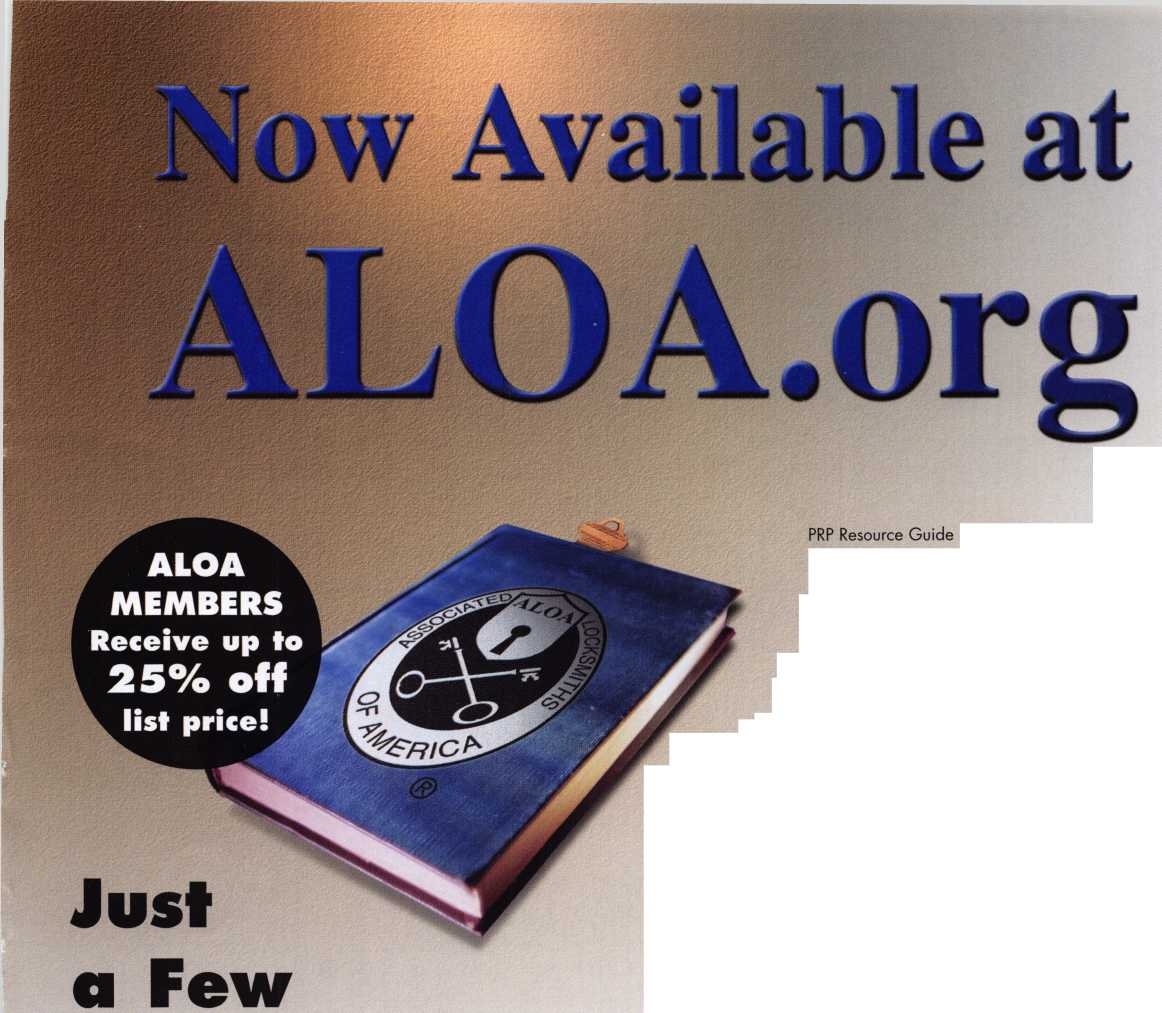 Now Available at
ALOA.org
PRP Resource Guide
ALOA
MEMBERS
Receive up to
25% off
list price!
ASSOCIATED
ALOA
LOCKSMITHS
OF AMERICA
®
Just
a Few